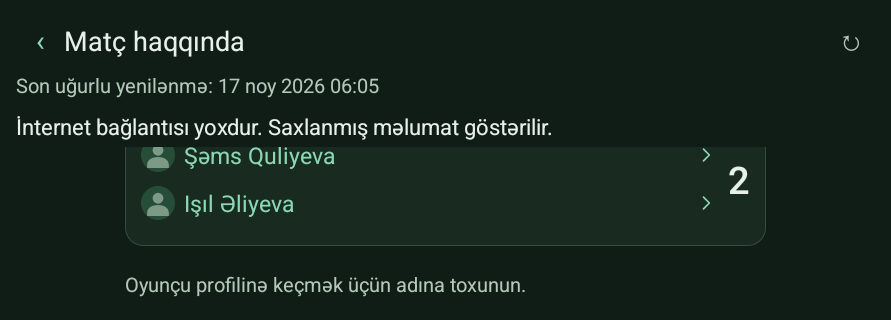 Matç haqqında
Son uğurlu yenilənmə: 17 noy 2026 06:05
İnternet bağlantısı yoxdur. Saxlanmış məlumat göstərilir.
Şəms Quliyeva
2
Işıl Əliyeva
Oyunçu profilinə keçmək üçün adına toxunun.